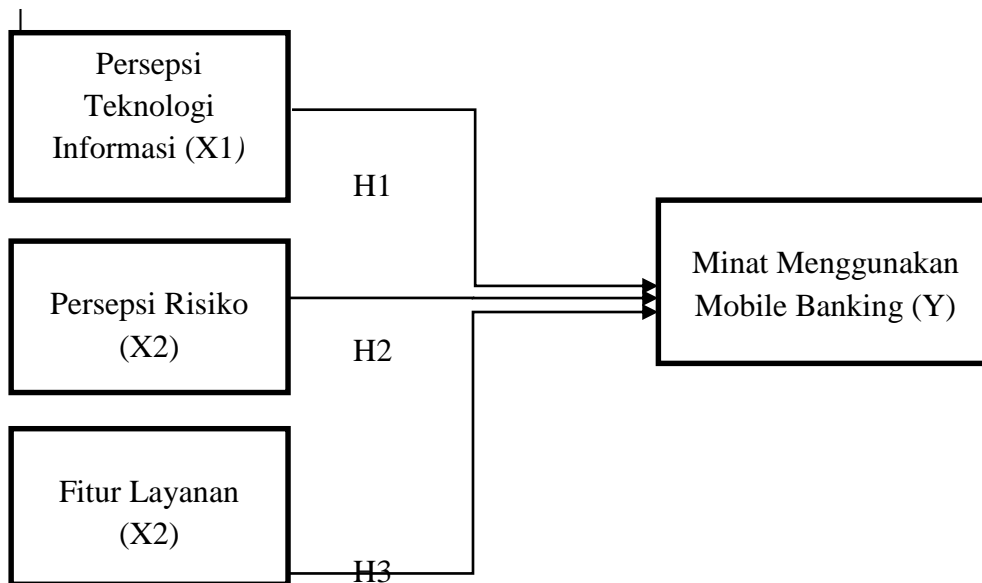 Persepsi
Teknologi
Informasi (X1)
H1
Persepsi Risiko
(X2)
H2
Fitur Layanan
(X2)
H3
Minat Menggunakan
Mobile Banking (Y)